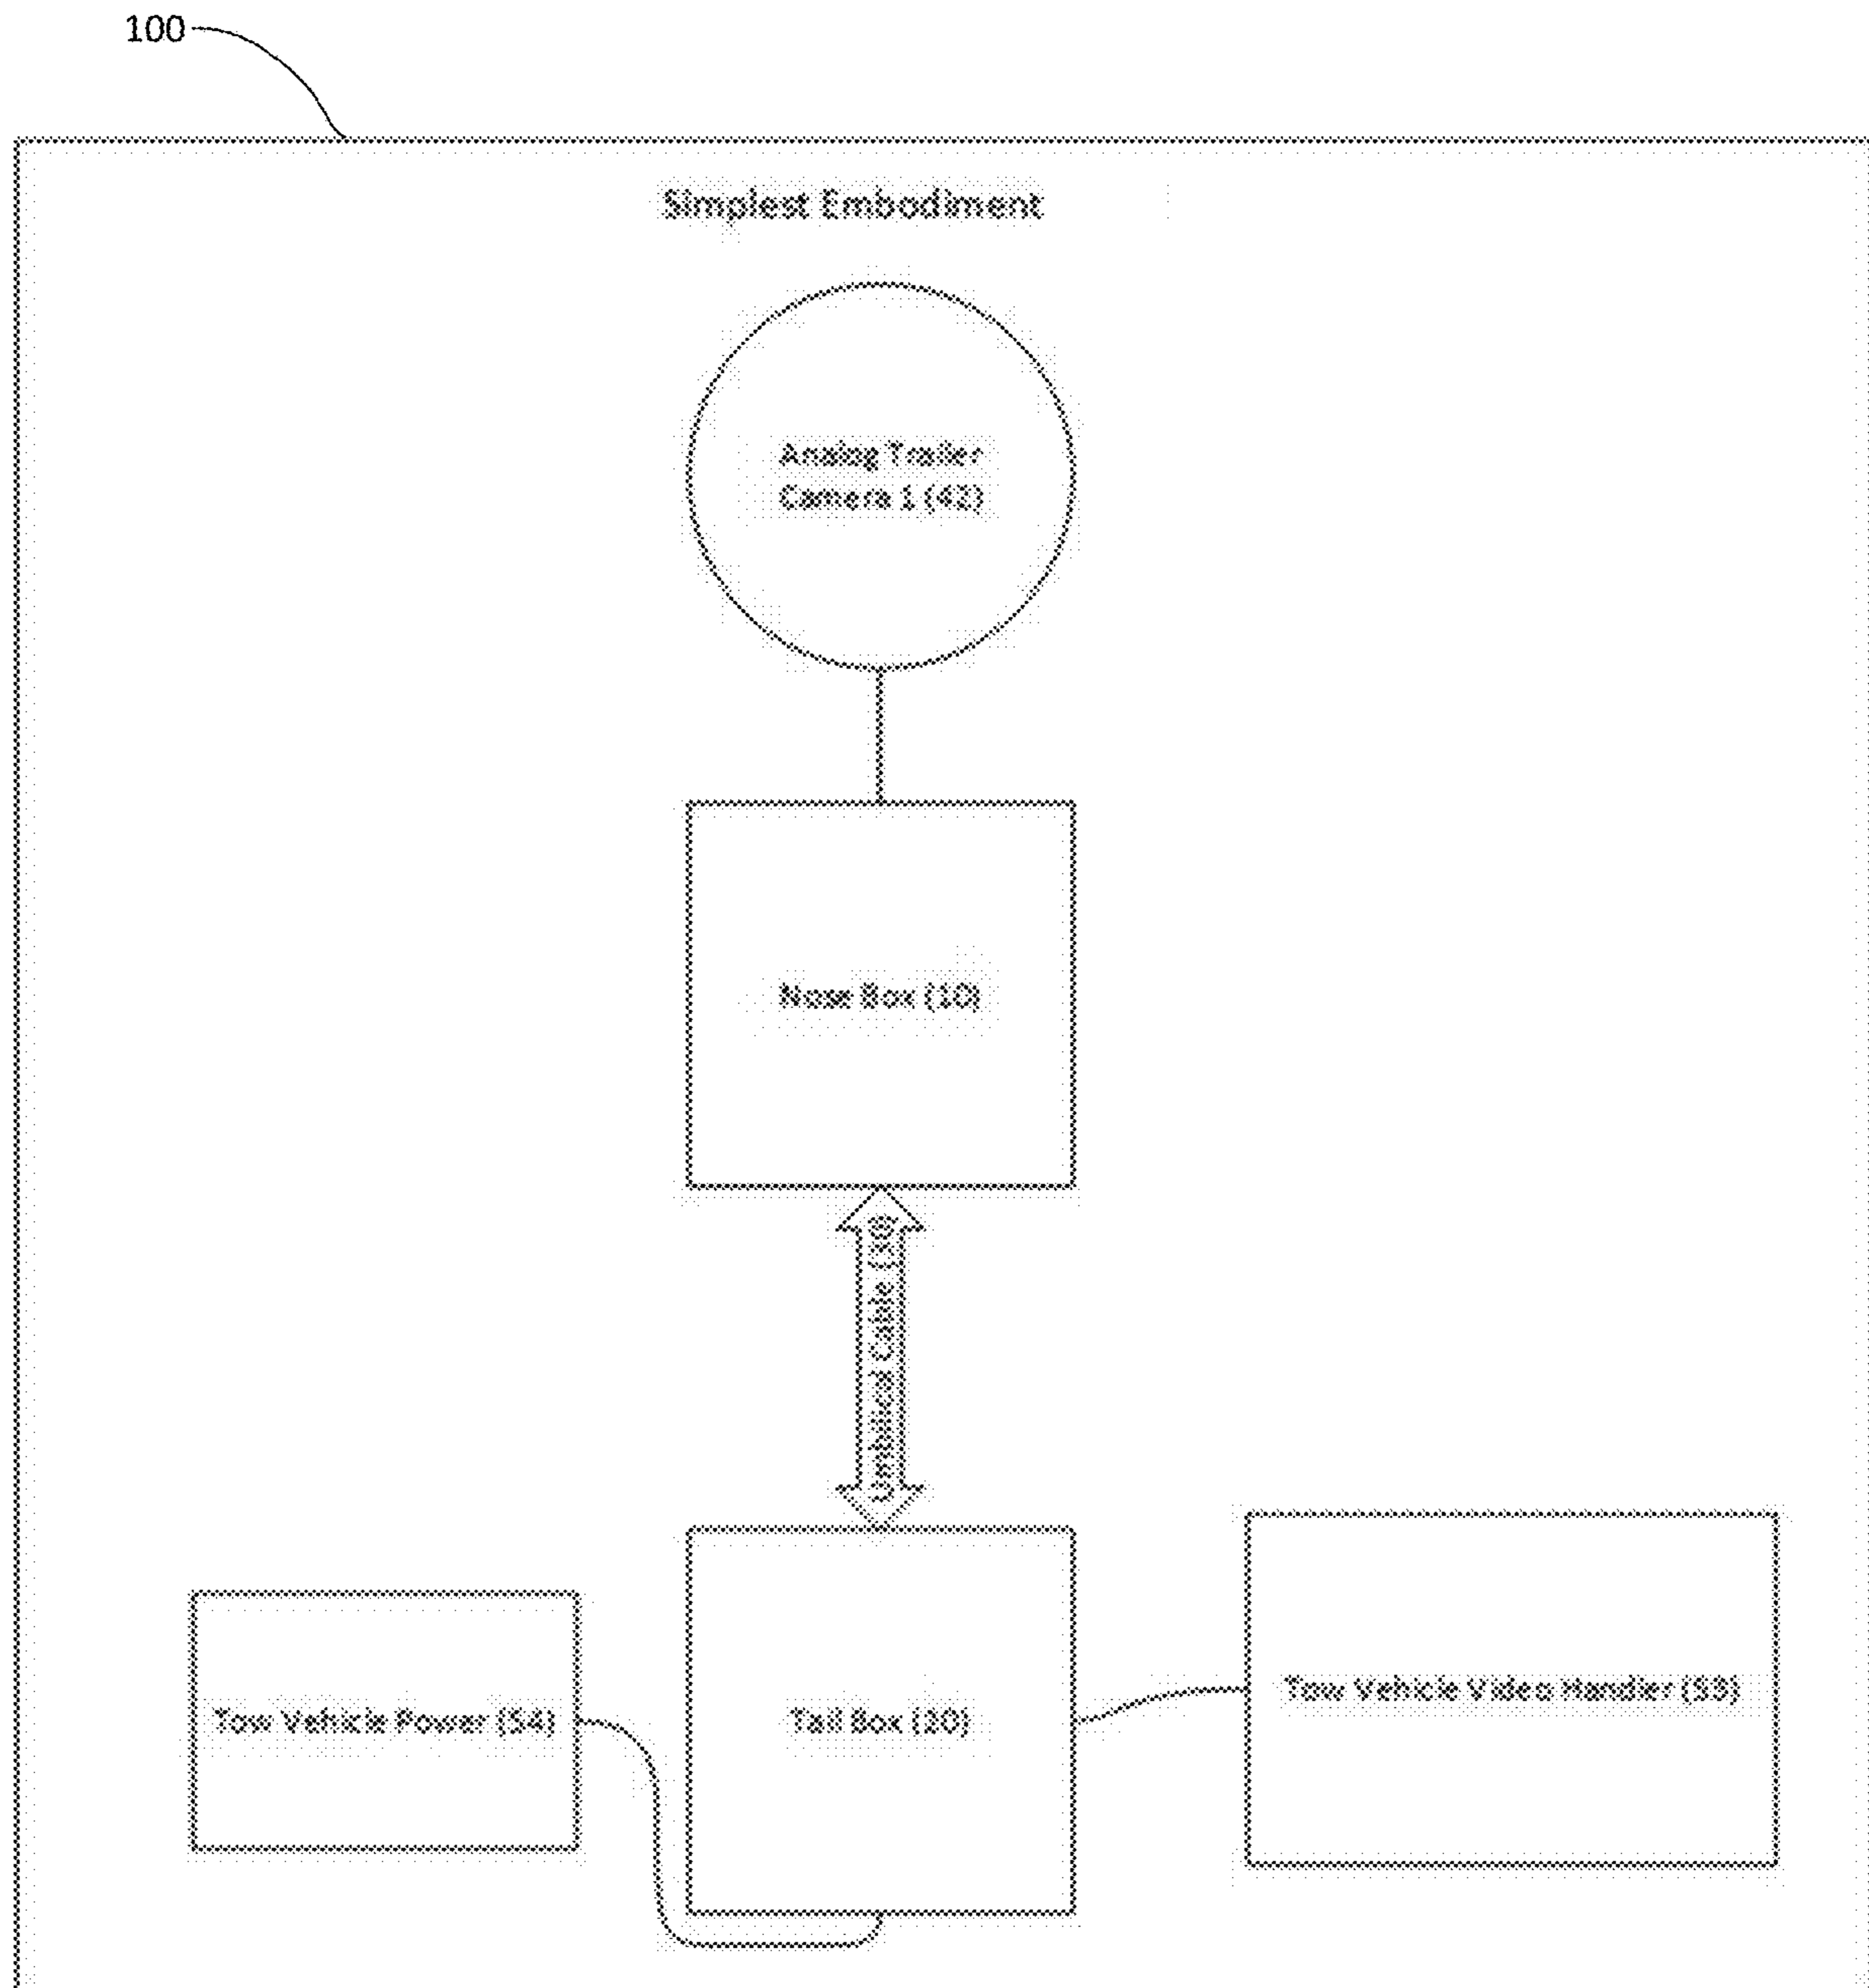 100
Simplest Embodiment
Analog Trailer
Camera 1 (42)
Nose Box (10)
Umbilical Cable (30)
Tow Vehicle Power (54)
Tail Box (20)
Tow Vehicle Video Handler (53)